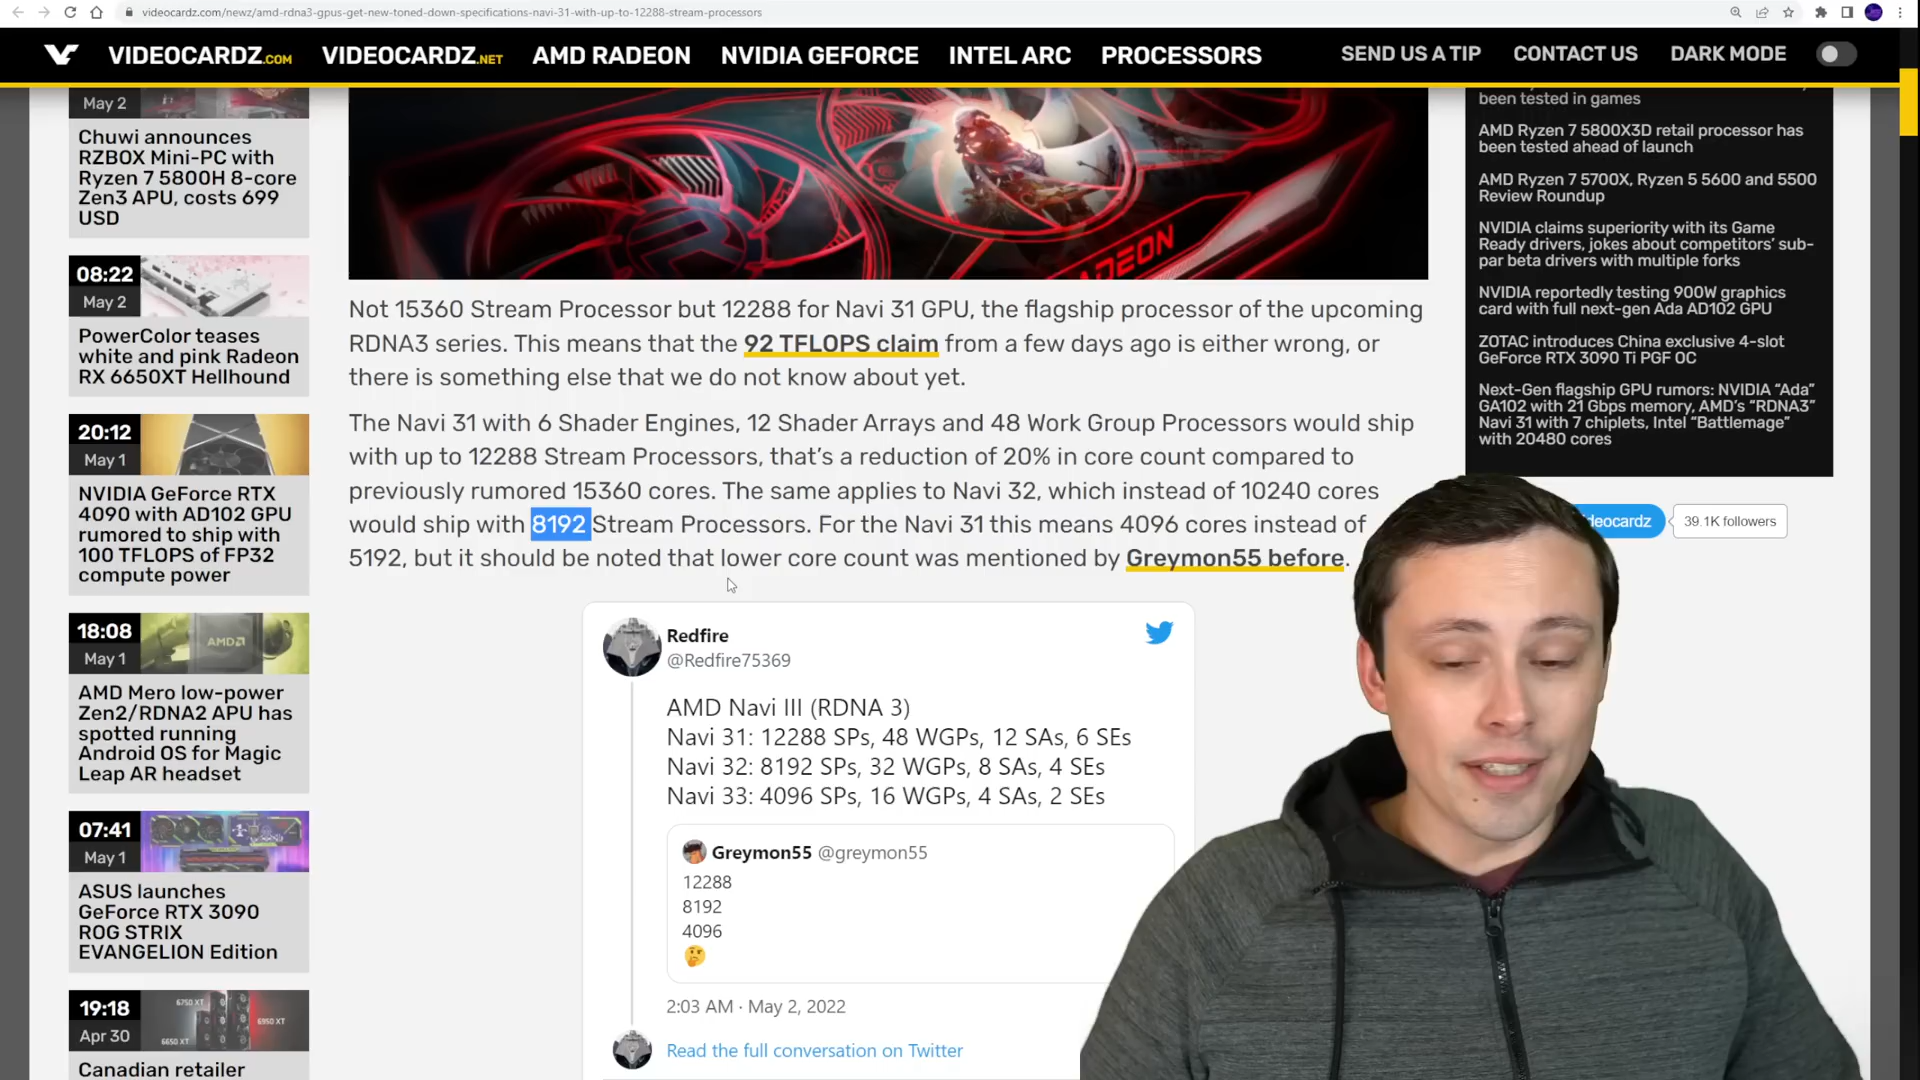 videocardz.com/newz/amd-rdna3-gpus-get-new-toned-down-specifications-navi-31-with-up-to-12288-stream-processors
VIDEOCARDZ.COM
VIDEOCARDZ.NET
AMD RADEON
NVIDIA GEFORCE
INTEL ARC
PROCESSORS
SEND US A TIP
CONTACT US
DARK MODE
May 2
Chuwi announces
RZBOX Mini-PC with
Ryzen 7 5800H 8-core
Zen3 APU, costs 699
USD
08:22
May 2
PowerColor teases
white and pink Radeon
RX 6650XT Hellhound
20:12
May 1
NVIDIA GeForce RTX
4090 with AD102 GPU
rumored to ship with
100 TFLOPS of FP32
compute power
18:08
May 1
AMD
AMD Mero low-power
Zen2/RDNA2 APU has
spotted running
Android OS for Magic
Leap AR headset
07:41
May 1
ASUS launches
GeForce RTX 3090
ROG STRIX
EVANGELION Edition
19:18
Apr 30
6750 XT
6950 XT
6650 XT
Canadian retailer
ADEON
Not 15360 Stream Processor but 12288 for Navi 31 GPU, the flagship processor of the upcoming
RDNA3 series. This means that the 92 TFLOPS claim from a few days ago is either wrong, or
there is something else that we do not know about yet.
The Navi 31 with 6 Shader Engines, 12 Shader Arrays and 48 Work Group Processors would ship
with up to 12288 Stream Processors, that's a reduction of 20% in core count compared to
previously rumored 15360 cores. The same applies to Navi 32, which instead of 10240 cores
would ship with 8192 Stream Processors. For the Navi 31 this means 4096 cores instead of
5192, but it should be noted that lower core count was mentioned by Greymon55 before.
Redfire
@Redfire75369
AMD Navi III (RDNA 3)
Navi 31: 12288 SPs, 48 WGPs, 12 SAs, 6 SEs
Navi 32: 8192 SPs, 32 WGPs, 8 SAs, 4 SEs
Navi 33: 4096 SPs, 16 WGPs, 4 SAs, 2 SEs
Greymon55 @greymon55
12288
8192
4096
🤔
2:03 AM · May 2, 2022
Read the full conversation on Twitter
been tested in games
AMD Ryzen 7 5800X3D retail processor has
been tested ahead of launch
AMD Ryzen 7 5700X, Ryzen 5 5600 and 5500
Review Roundup
NVIDIA claims superiority with its Game
Ready drivers, jokes about competitors' sub-
par beta drivers with multiple forks
NVIDIA reportedly testing 900W graphics
card with full next-gen Ada AD102 GPU
ZOTAC introduces China exclusive 4-slot
GeForce RTX 3090 Ti PGF OC
Next-Gen flagship GPU rumors: NVIDIA "Ada"
GA102 with 21 Gbps memory, AMD's "RDNA3"
Navi 31 with 7 chiplets, Intel "Battlemage"
with 20480 cores
deocardz
39.1K followers